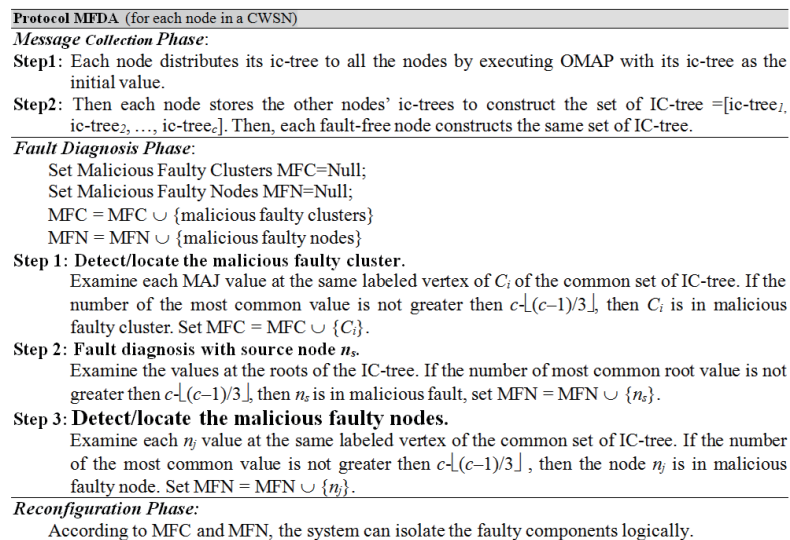 Protocol MFDA (for each node in a CWSN)
Message Collection Phase:
Step1: Each node distributes its ic-tree to all the nodes by executing OMAP with its ic-tree as the
initial value.
Step2: Then each node stores the other nodes’ ic-trees to construct the set of IC-tree =[ic-tree1,
ic-tree2, …, ic-treec]. Then, each fault-free node constructs the same set of IC-tree.
Fault Diagnosis Phase:
Set Malicious Faulty Clusters MFC=Null;
Set Malicious Faulty Nodes MFN=Null;
MFC = MFC ∪ {malicious faulty clusters}
MFN = MFN ∪ {malicious faulty nodes}
Step 1: Detect/locate the malicious faulty cluster.
Examine each MAJ value at the same labeled vertex of Ci of the common set of IC-tree. If the
number of the most common value is not greater then c-⌊(c–1)/3⌋, then Ci is in malicious
faulty cluster. Set MFC = MFC ∪ {Ci}.
Step 2: Fault diagnosis with source node ns.
Examine the values at the roots of the IC-tree. If the number of most common root value is not
greater then c-⌊(c–1)/3⌋, then ns is in malicious fault, set MFN = MFN ∪ {ns}.
Step 3: Detect/locate the malicious faulty nodes.
Examine each nj value at the same labeled vertex of the common set of IC-tree. If the number
of the most common value is not greater then c-⌊(c–1)/3⌋ , then the node nj is in malicious
faulty node. Set MFN = MFN ∪ {nj}.
Reconfiguration Phase:
According to MFC and MFN, the system can isolate the faulty components logically.